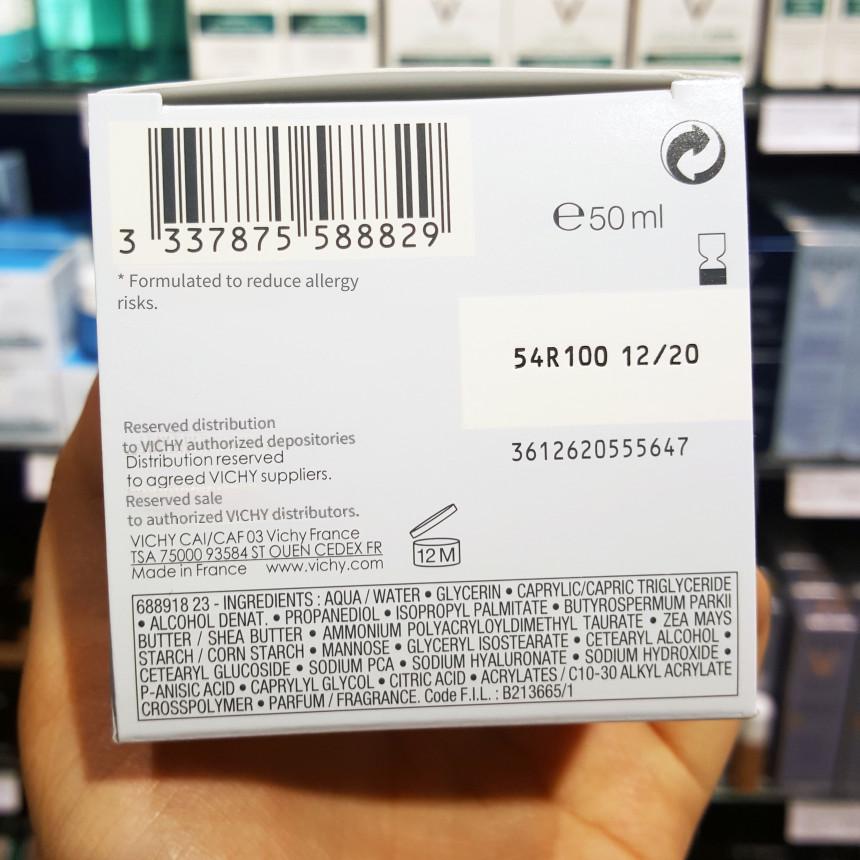 3 337875 588829
* Formulated to reduce allergy
risks.
℮50 ml
54R100 12/20
3612620555647
Reserved distribution
to VICHY authorized depositories
Distribution reserved
to agreed VICHY suppliers.
Reserved sale
to authorized VICHY distributors.
VICHY CAI/CAF 03 Vichy France
TSA 75000 93584 ST OUEN CEDEX FR
Made in France www.vichy.com
12 M
688918 23 - INGREDIENTS : AQUA / WATER • GLYCERIN • CAPRYLIC/CAPRIC TRIGLYCERIDE
• ALCOHOL DENAT. • PROPANEDIOL • ISOPROPYL PALMITATE • BUTYROSPERMUM PARKII
BUTTER / SHEA BUTTER • AMMONIUM POLYACRYLOYLDIMETHYL TAURATE • ZEA MAYS
STARCH / CORN STARCH • MANNOSE • GLYCERYL ISOSTEARATE • CETEARYL ALCOHOL •
CETEARYL GLUCOSIDE • SODIUM PCA • SODIUM HYALURONATE • SODIUM HYDROXIDE •
P-ANISIC ACID • CAPRYLYL GLYCOL • CITRIC ACID • ACRYLATES / C10-30 ALKYL ACRYLATE
CROSSPOLYMER • PARFUM / FRAGRANCE. Code F.I.L. : B213665/1